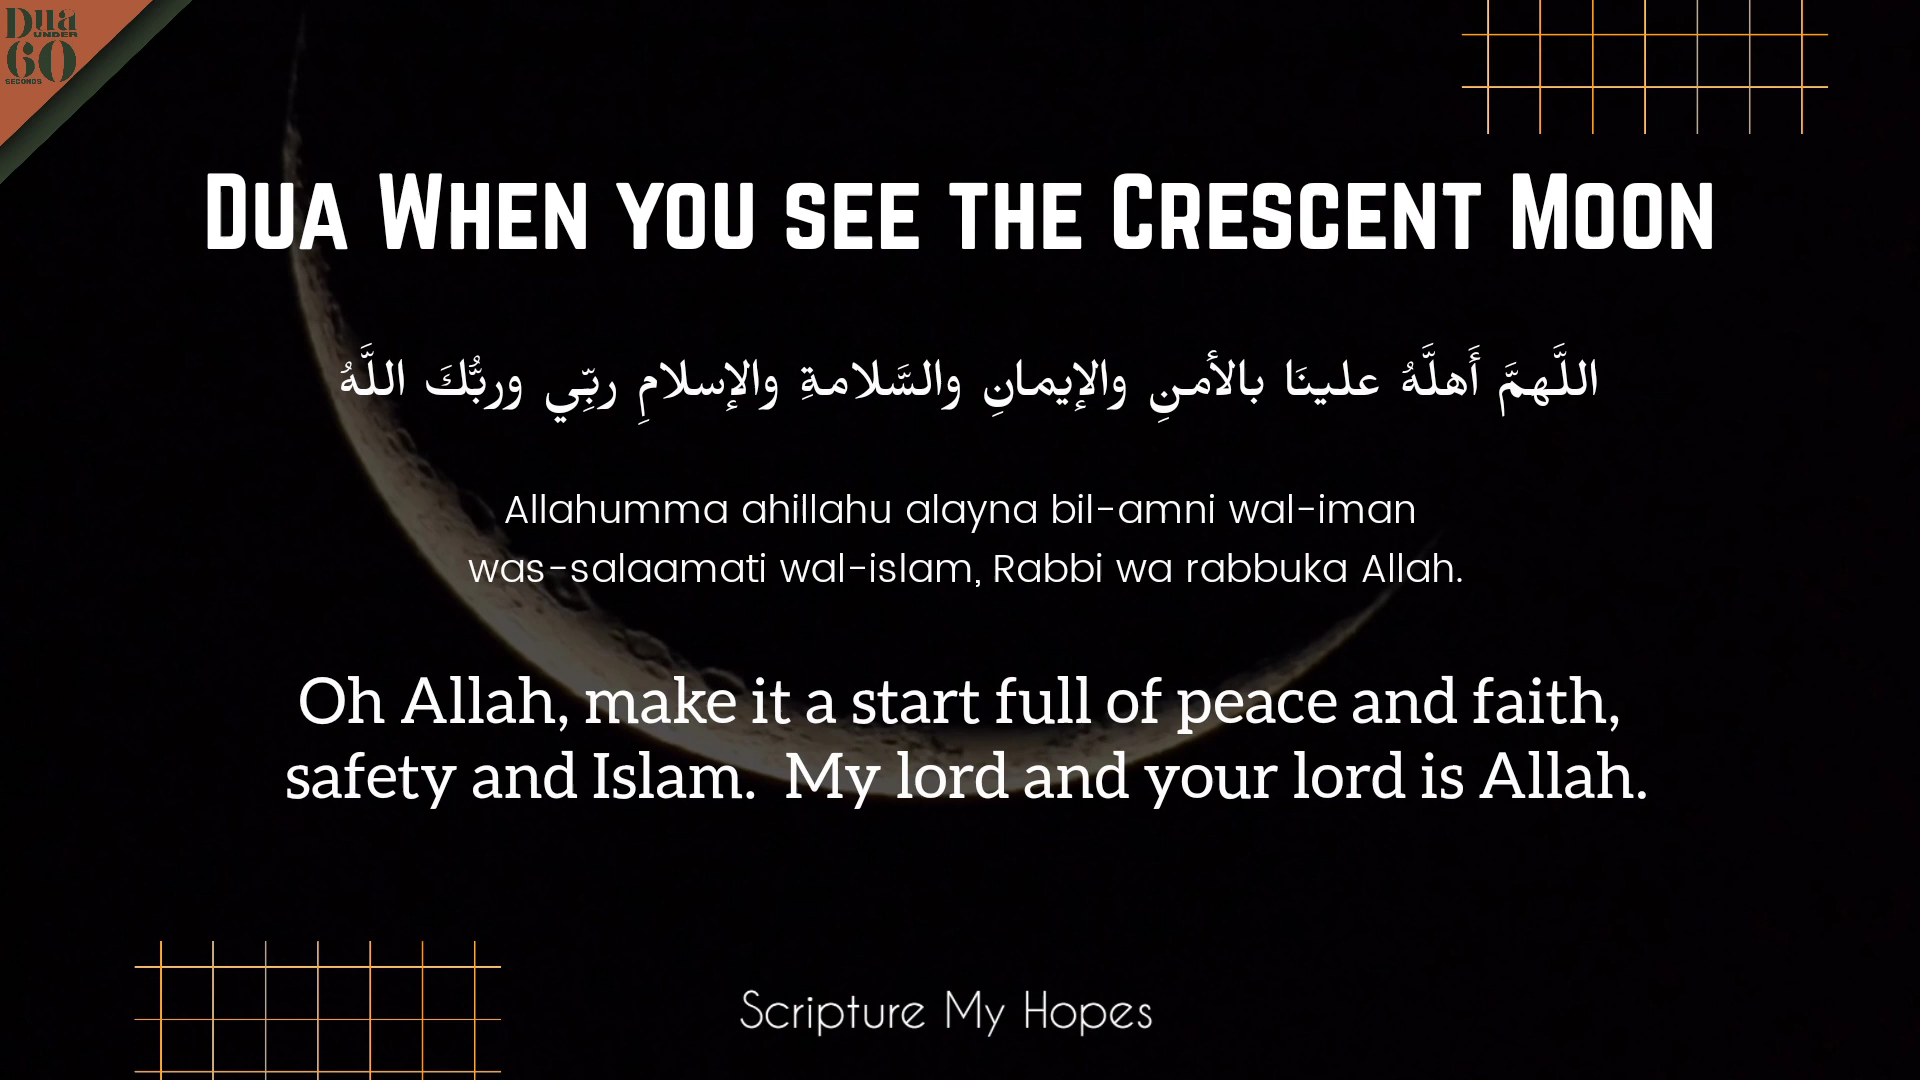 Dua
UNDER
60
SECONDS
Dua When you see the Crescent Moon
اللَّهمَّ أَهلَّهُ علينَا بالأمنِ والإيمانِ والسَّلامةِ والإسلامِ ربِّي وربُّكَ اللَّهُ
Allahumma ahillahu alayna bil-amni wal-iman
was-salaamati wal-islam, Rabbi wa rabbuka Allah.
Oh Allah, make it a start full of peace and faith,
safety and Islam. My lord and your lord is Allah.
Scripture My Hopes